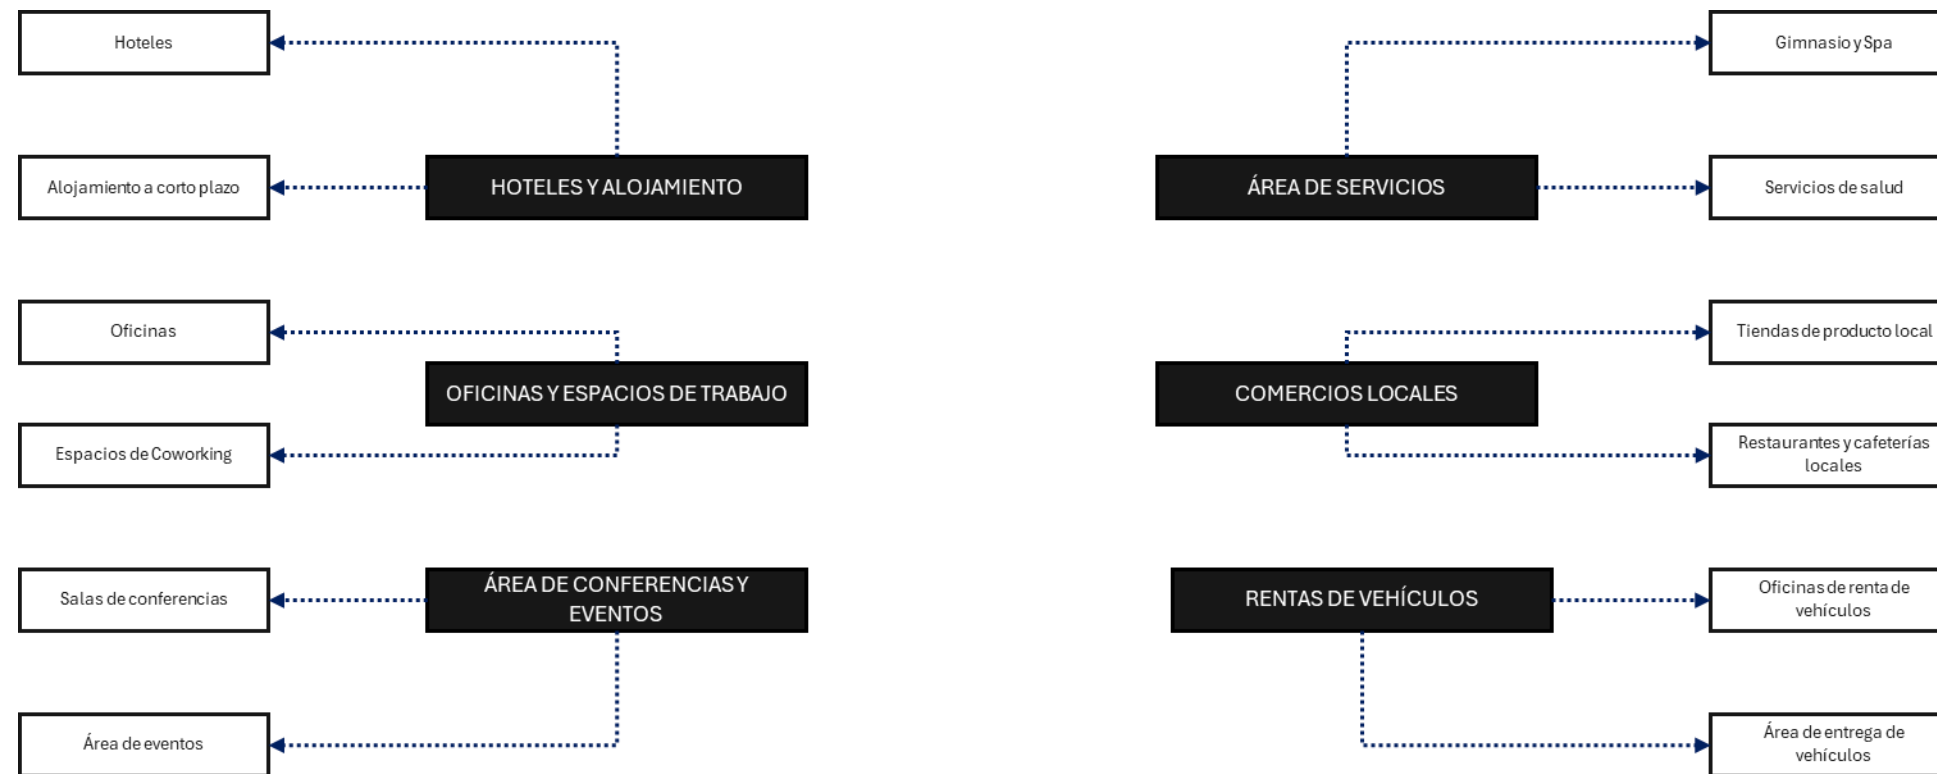 Hoteles
Gimnasio y Spa
Alojamiento a corto plazo
HOTELES Y ALOJAMIENTO
ÁREA DE SERVICIOS
Servicios de salud
Oficinas
Tiendas de producto local
OFICINAS Y ESPACIOS DE TRABAJO
COMERCIOS LOCALES
Espacios de Coworking
Restaurantes y cafeterías
locales
Salas de conferencias
ÁREA DE CONFERENCIAS Y
EVENTOS
RENTAS DE VEHÍCULOS
Oficinas de renta de
vehículos
Área de eventos
Área de entrega de
vehículos